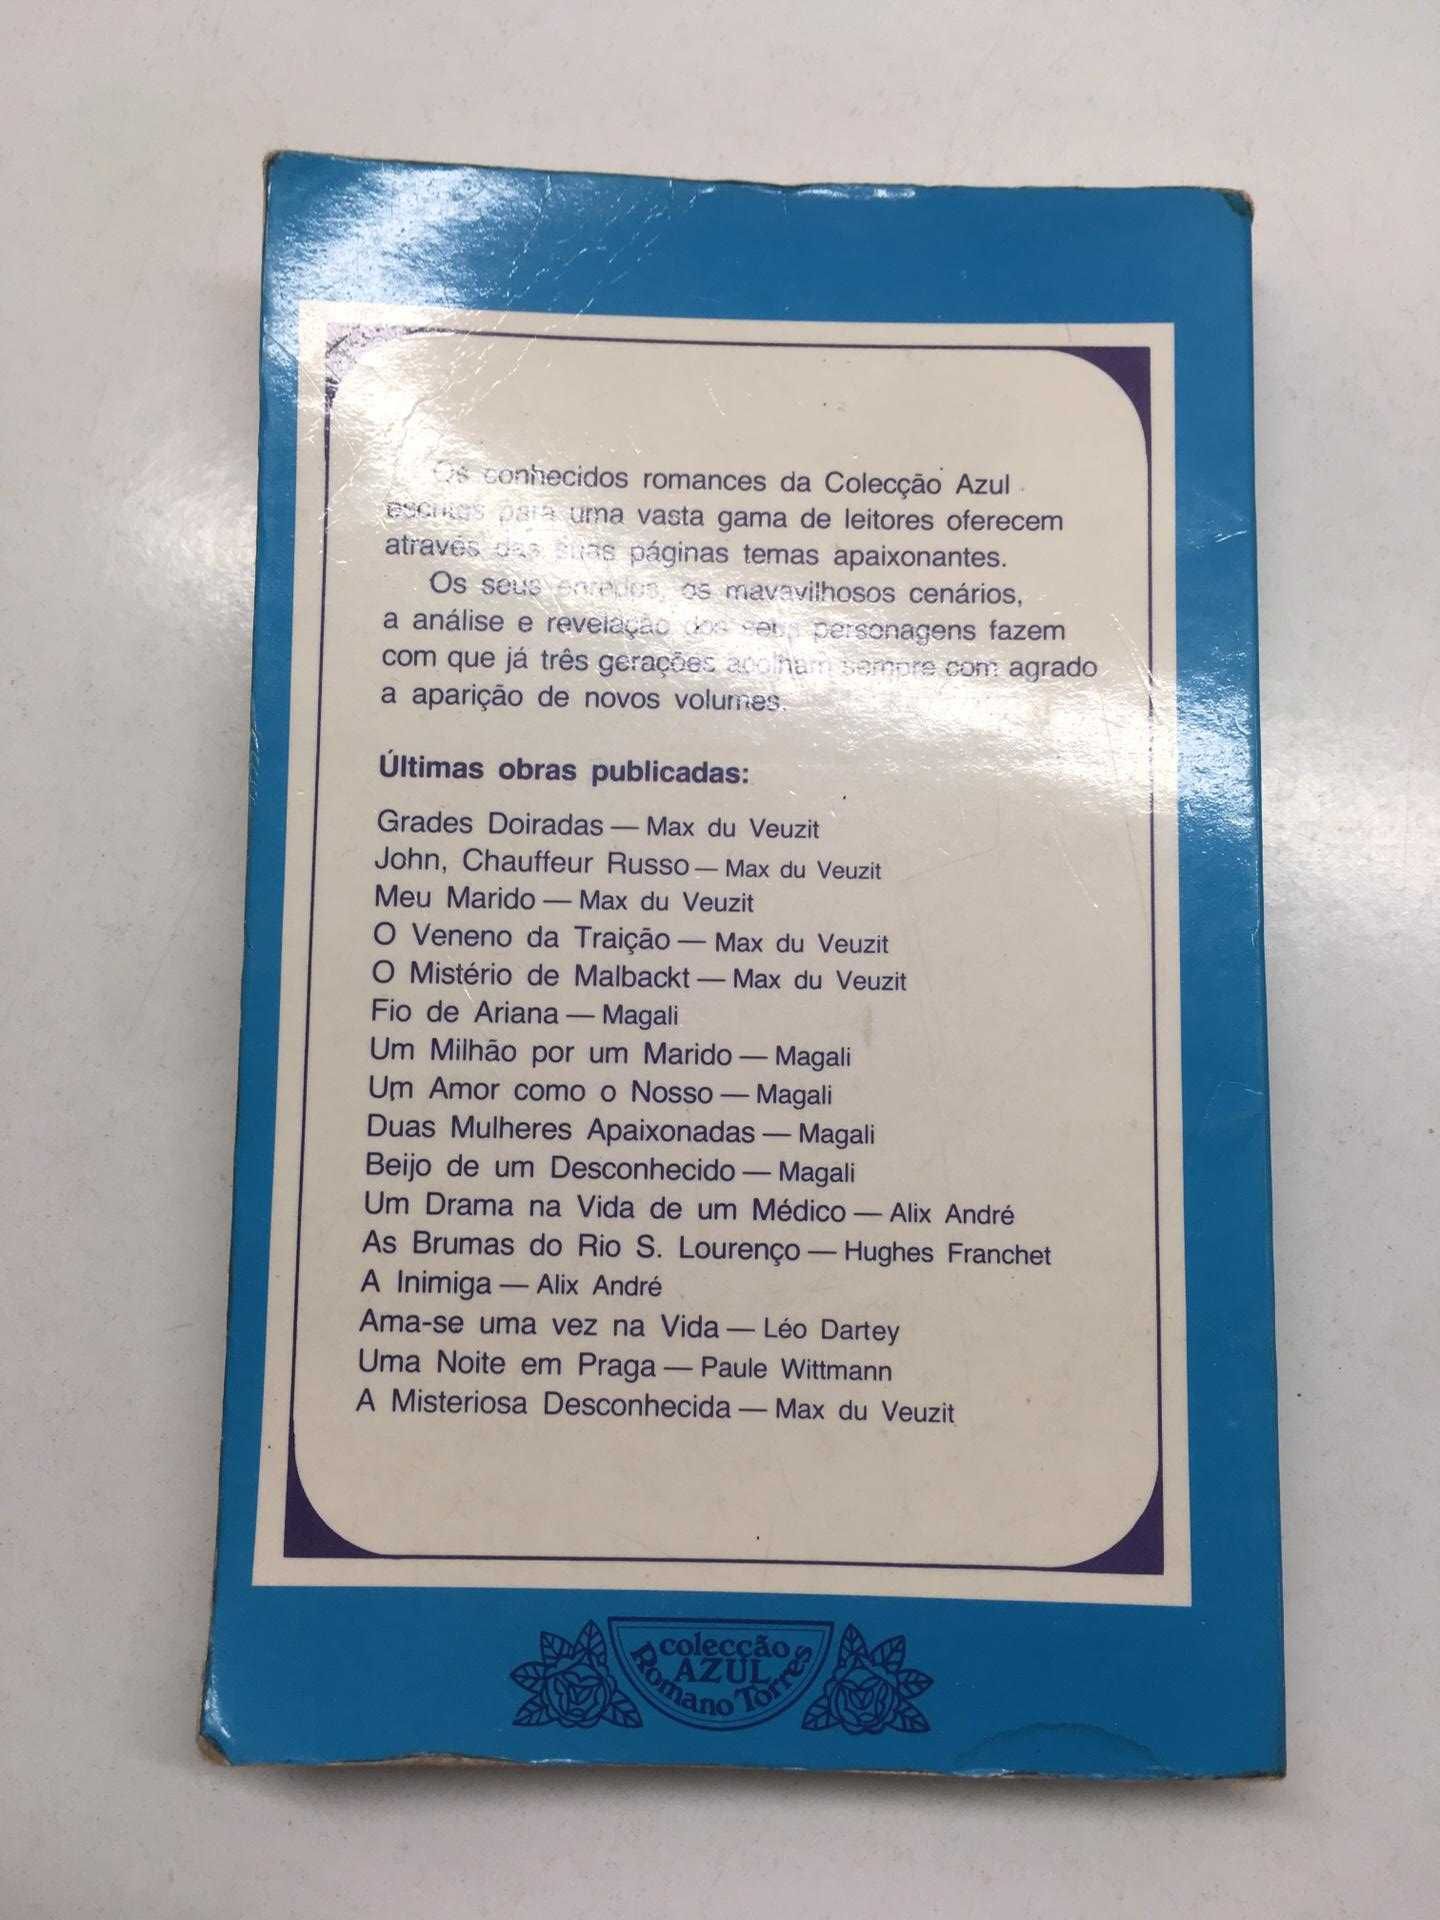 Os conhecidos romances da Colecção Azul
escritas para uma vasta gama de leitores oferecem
através das suas páginas temas apaixonantes.
Os seus enredos, os mavavilhosos cenários,
a análise e revelação dos seus personagens fazem
com que já três gerações acolham sempre com agrado
a aparição de novos volumes.
Últimas obras publicadas:
Grades Doiradas — Max du Veuzit
John, Chauffeur Russo — Max du Veuzit
Meu Marido — Max du Veuzit
O Veneno da Traição — Max du Veuzit
O Mistério de Malbackt — Max du Veuzit
Fio de Ariana — Magali
Um Milhão por um Marido — Magali
Um Amor como o Nosso — Magali
Duas Mulheres Apaixonadas — Magali
Beijo de um Desconhecido — Magali
Um Drama na Vida de um Médico — Alix André
As Brumas do Rio S. Lourenço — Hughes Franchet
A Inimiga — Alix André
Ama-se uma vez na Vida — Léo Dartey
Uma Noite em Praga — Paule Wittmann
A Misteriosa Desconhecida — Max du Veuzit
colecção
AZUL
Romano Torres